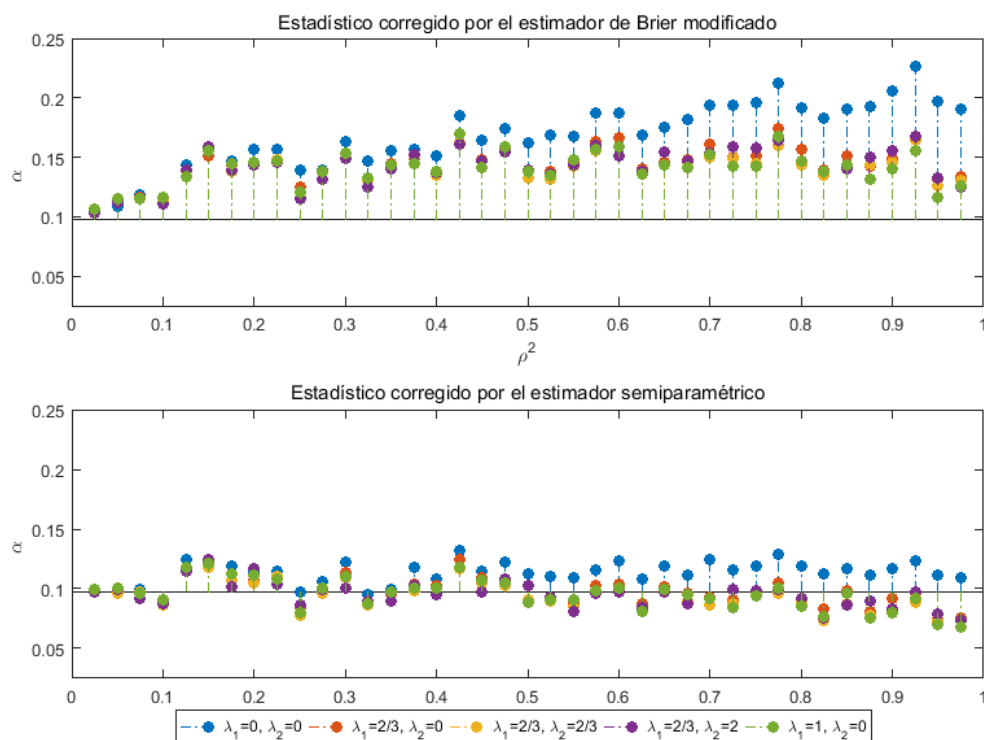 Estadístico corregido por el estimador de Brier modificado
0.25
0.2
0.15
0.1
0.05
α
0 0.1 0.2 0.3 0.4 0.5 0.6 0.7 0.8 0.9 1
ρ²
Estadístico corregido por el estimador semiparamétrico
0.25
0.2
0.15
0.1
0.05
α
0 0.1 0.2 0.3 0.4 0.5 0.6 0.7 0.8 0.9 1
λ₁=0, λ₂=0 λ₁=2/3, λ₂=0 λ₁=2/3, λ₂=2/3 λ₁=2/3, λ₂=2 λ₁=1, λ₂=0